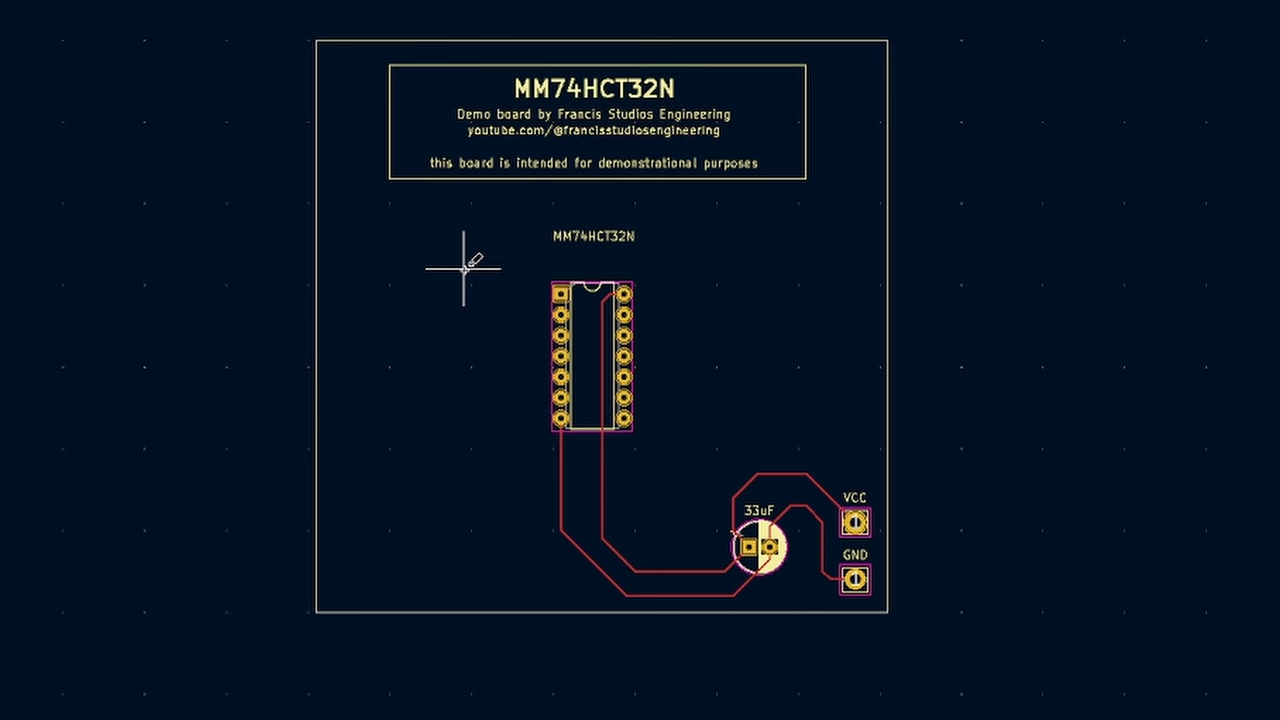 MM74HCT32N
Demo board by Francis Studios Engineering
youtube.com/@francisstudiosengineering
this board is intended for demonstrational purposes
MM74HCT32N
33uF
VCC
GND